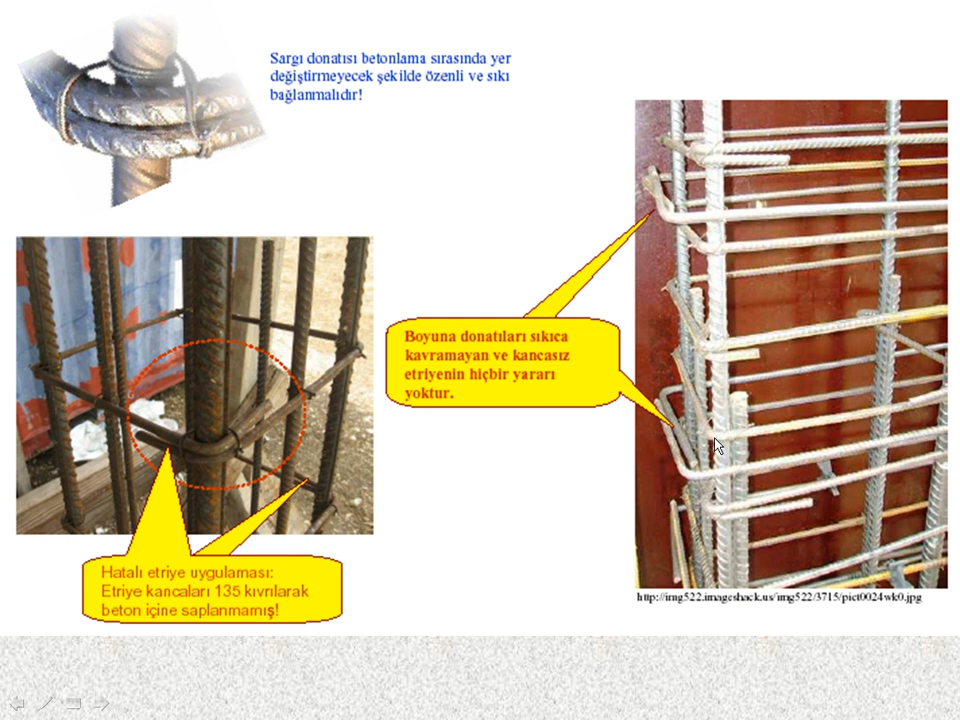 Sargı donatısı betonlama sırasında yer
değiştirmeyecek şekilde özenli ve sıkı
bağlanmalıdır!
Boyuna donatıları sıkıca
kavramayan ve kancasız
etriyenin hiçbir yararı
yoktur.
Hatalı etriye uygulaması:
Etriye kancaları 135 kıvrılarak
beton içine saplanmamış!
http://img522.imageshack.us/img522/3715/pict0024wk0.jpg